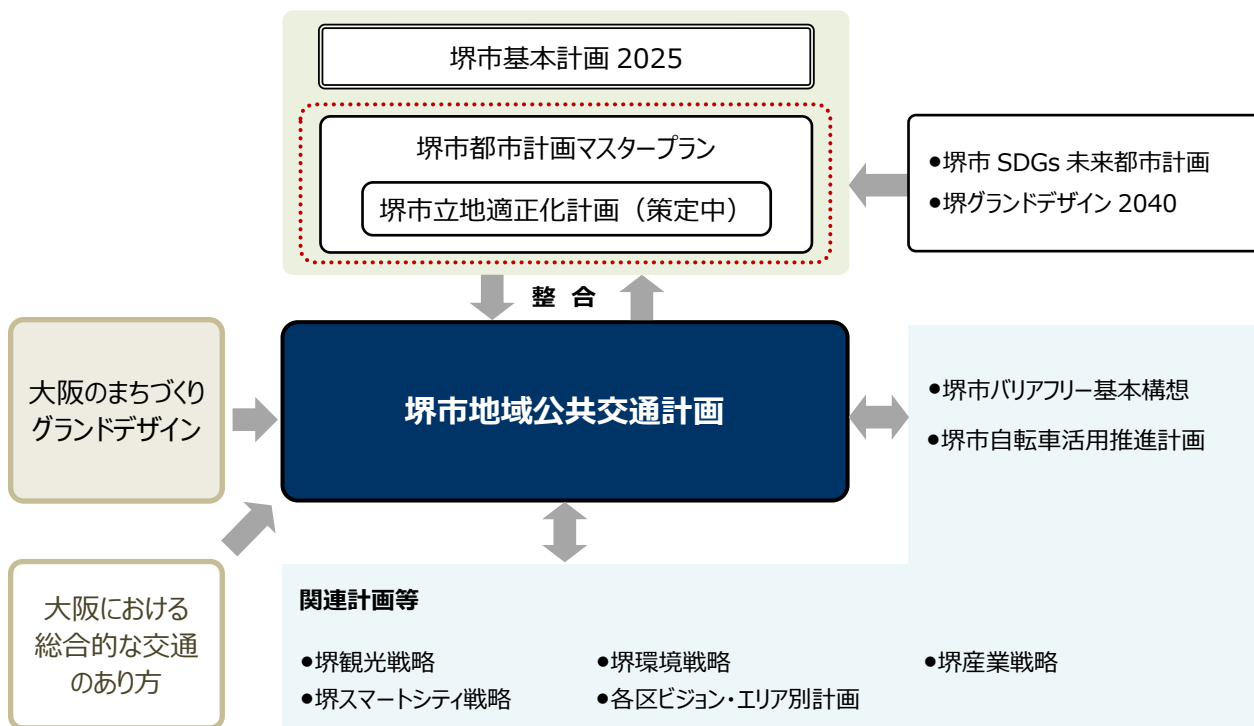 堺市基本計画 2025
堺市都市計画マスタープラン
堺市立地適正化計画（策定中）
●堺市 SDGs 未来都市計画
●堺グランドデザイン 2040
整 合
大阪のまちづくり
グランドデザイン
堺市地域公共交通計画
●堺市バリアフリー基本構想
●堺市自転車活用推進計画
大阪における
総合的な交通
のあり方
関連計画等
●堺観光戦略
●堺環境戦略
●堺産業戦略
●堺スマートシティ戦略
●各区ビジョン・エリア別計画